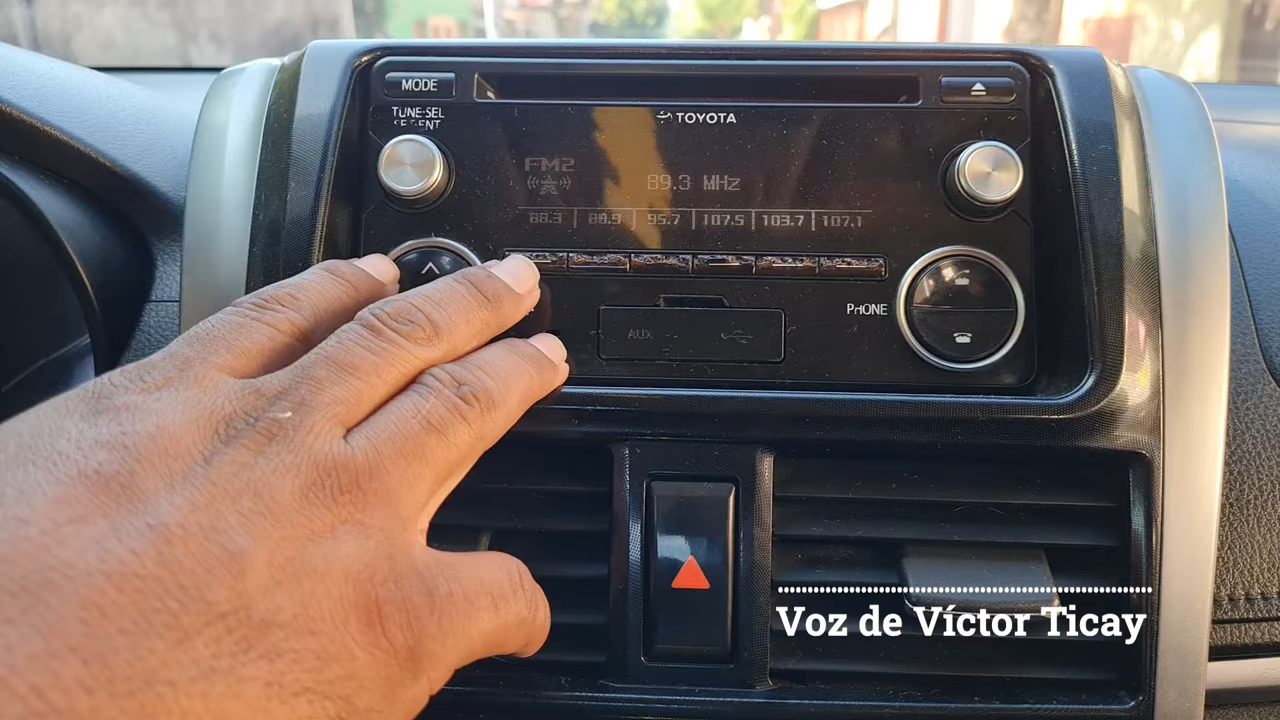 MODE
TUNE·SEL
TOYOTA
FM2
89.3 MHz
88.3 | 88.9 | 95.7 | 107.5 | 103.7 | 107.1
PHONE
AUX
Voz de Víctor Ticay